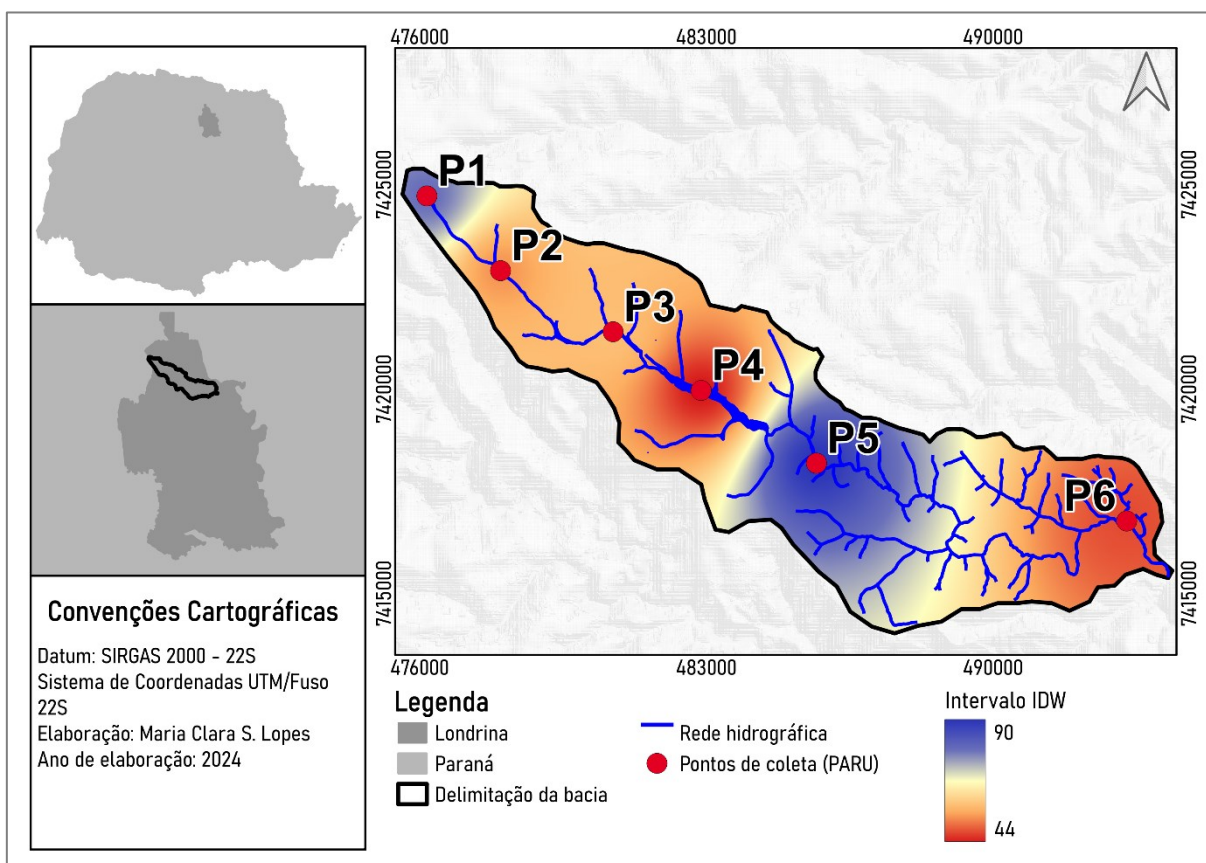 476000
483000
490000
7425000
7420000
7415000
7425000
7420000
7415000
P1
P2
P3
P4
P5
P6
476000
483000
490000
Convenções Cartográficas
Datum: SIRGAS 2000 - 22S
Sistema de Coordenadas UTM/Fuso
22S
Elaboração: Maria Clara S. Lopes
Ano de elaboração: 2024
Legenda
Londrina
Paraná
Delimitação da bacia
Rede hidrográfica
Pontos de coleta (PARU)
Intervalo IDW
90
44